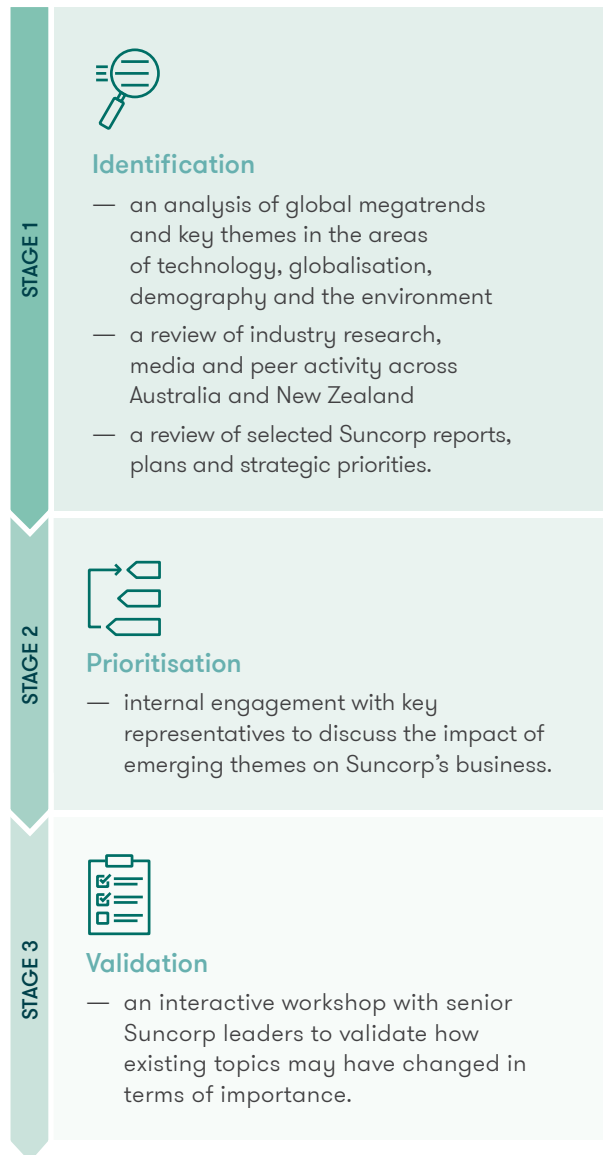 STAGE 1
Identification
— an analysis of global megatrends
and key themes in the areas
of technology, globalisation,
demography and the environment
— a review of industry research,
media and peer activity across
Australia and New Zealand
— a review of selected Suncorp reports,
plans and strategic priorities.
STAGE 2
Prioritisation
— internal engagement with key
representatives to discuss the impact of
emerging themes on Suncorp’s business.
STAGE 3
Validation
— an interactive workshop with senior
Suncorp leaders to validate how
existing topics may have changed in
terms of importance.